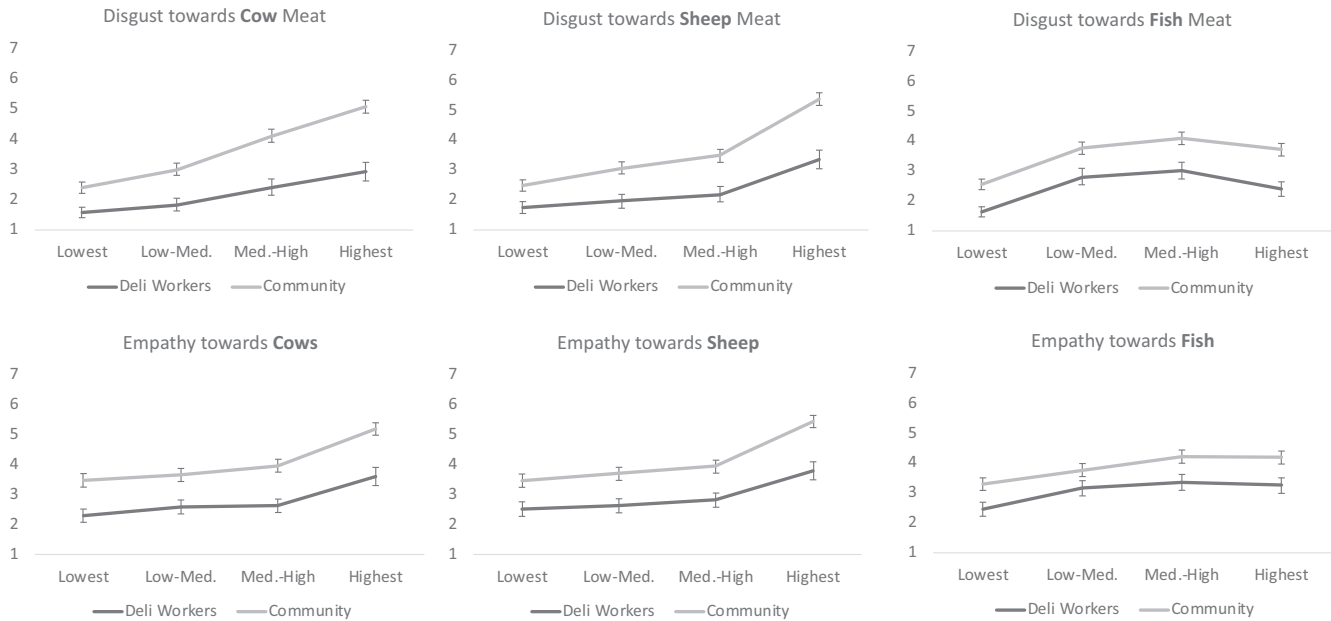 Disgust towards Cow Meat
7
6
5
4
3
2
1
Lowest Low-Med. Med.-High Highest
Deli Workers Community
Disgust towards Sheep Meat
7
6
5
4
3
2
1
Lowest Low-Med. Med.-High Highest
Deli Workers Community
Disgust towards Fish Meat
7
6
5
4
3
2
1
Lowest Low-Med. Med.-High Highest
Deli Workers Community
Empathy towards Cows
7
6
5
4
3
2
1
Lowest Low-Med. Med.-High Highest
Deli Workers Community
Empathy towards Sheep
7
6
5
4
3
2
1
Lowest Low-Med. Med.-High Highest
Deli Workers Community
Empathy towards Fish
7
6
5
4
3
2
1
Lowest Low-Med. Med.-High Highest
Deli Workers Community